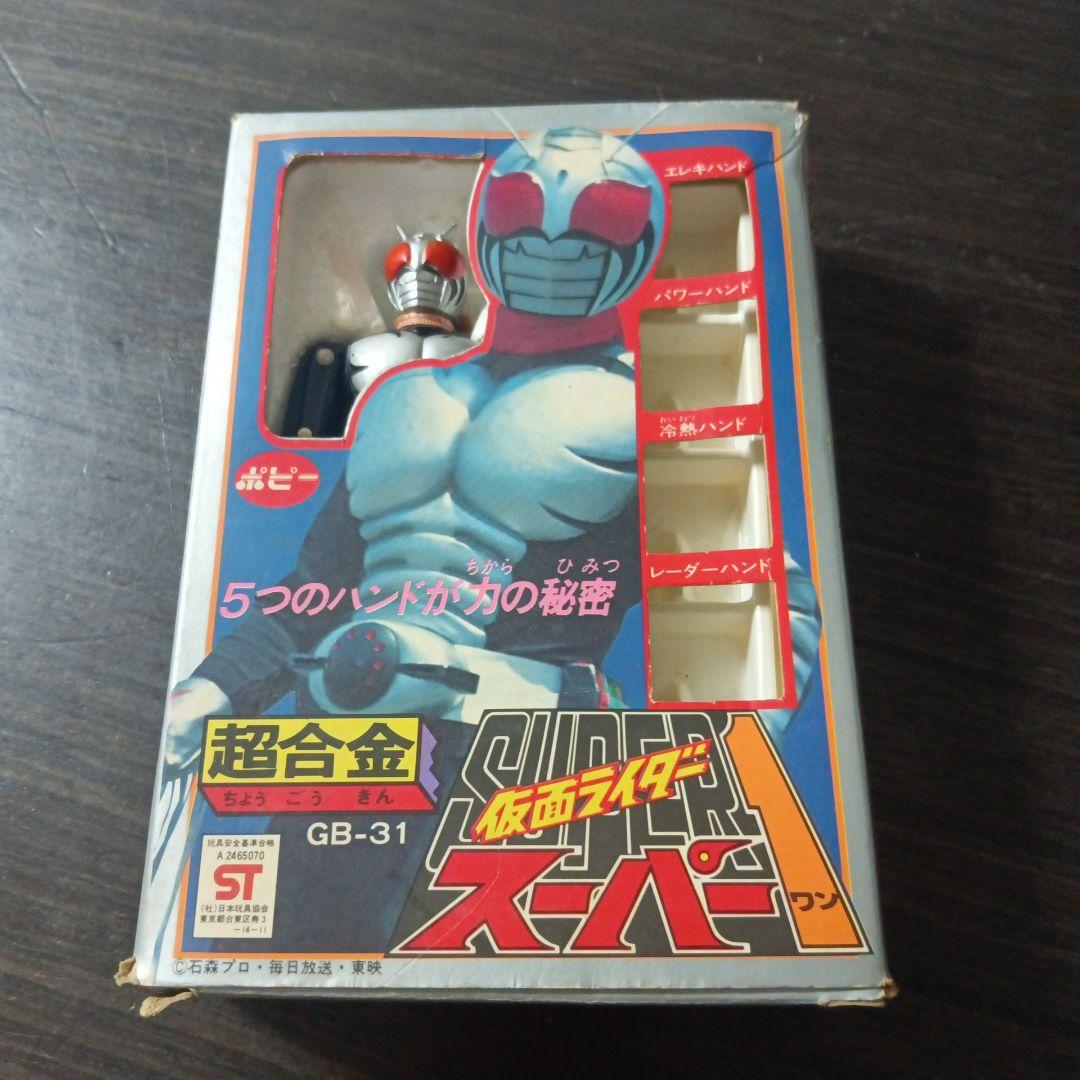 エレキハンド
パワーハンド
れいねつ
冷熱ハンド
レーダーハンド
ポピー
ちから ひみつ
5つのハンドが力の秘密
超合金
ちょう ごう きん
GB-31
SUPER 1
仮面ライダー
スーパー
ワン
玩具安全基準合格
A 2465070
ST
(社)日本玩具協会
東京都台東区寿3
-14-11
©石森プロ・毎日放送・東映